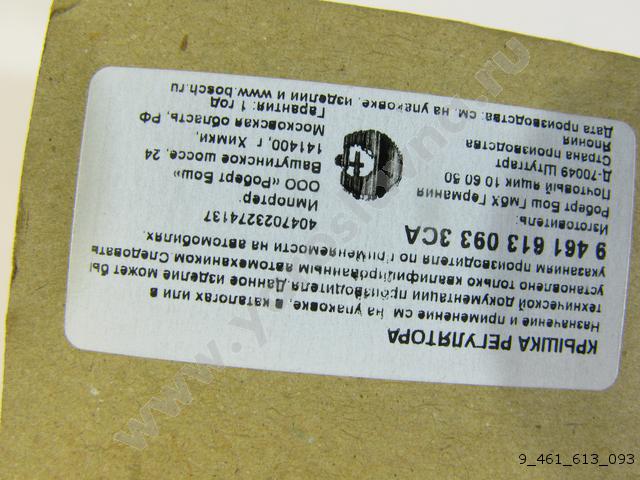 КРЫШКА РЕГУЛЯТОРА
Назначение и применение см. на упаковке, в каталогах или в
технической документации производителя.Данное изделие может бы
установлено только квалифицированным автомехаником Следовать
указаниям производителя по применяемости на автомобилях.
9 461 613 093 3CA
4047023274137
Изготовитель:
Роберт Бош ГмбХ Германия
Почтовый ящик 10 60 50
Д-70049 Штутгарт
Страна производства
Япония
Дата производства: см. на упаковке, изделии и www.bosch.ru
Импортер:
ООО «Роберт Бош»
Вашутинское шоссе, 24
141400, г Химки,
Московская область, РФ
Гарантия: 1 год
9_461_613_093